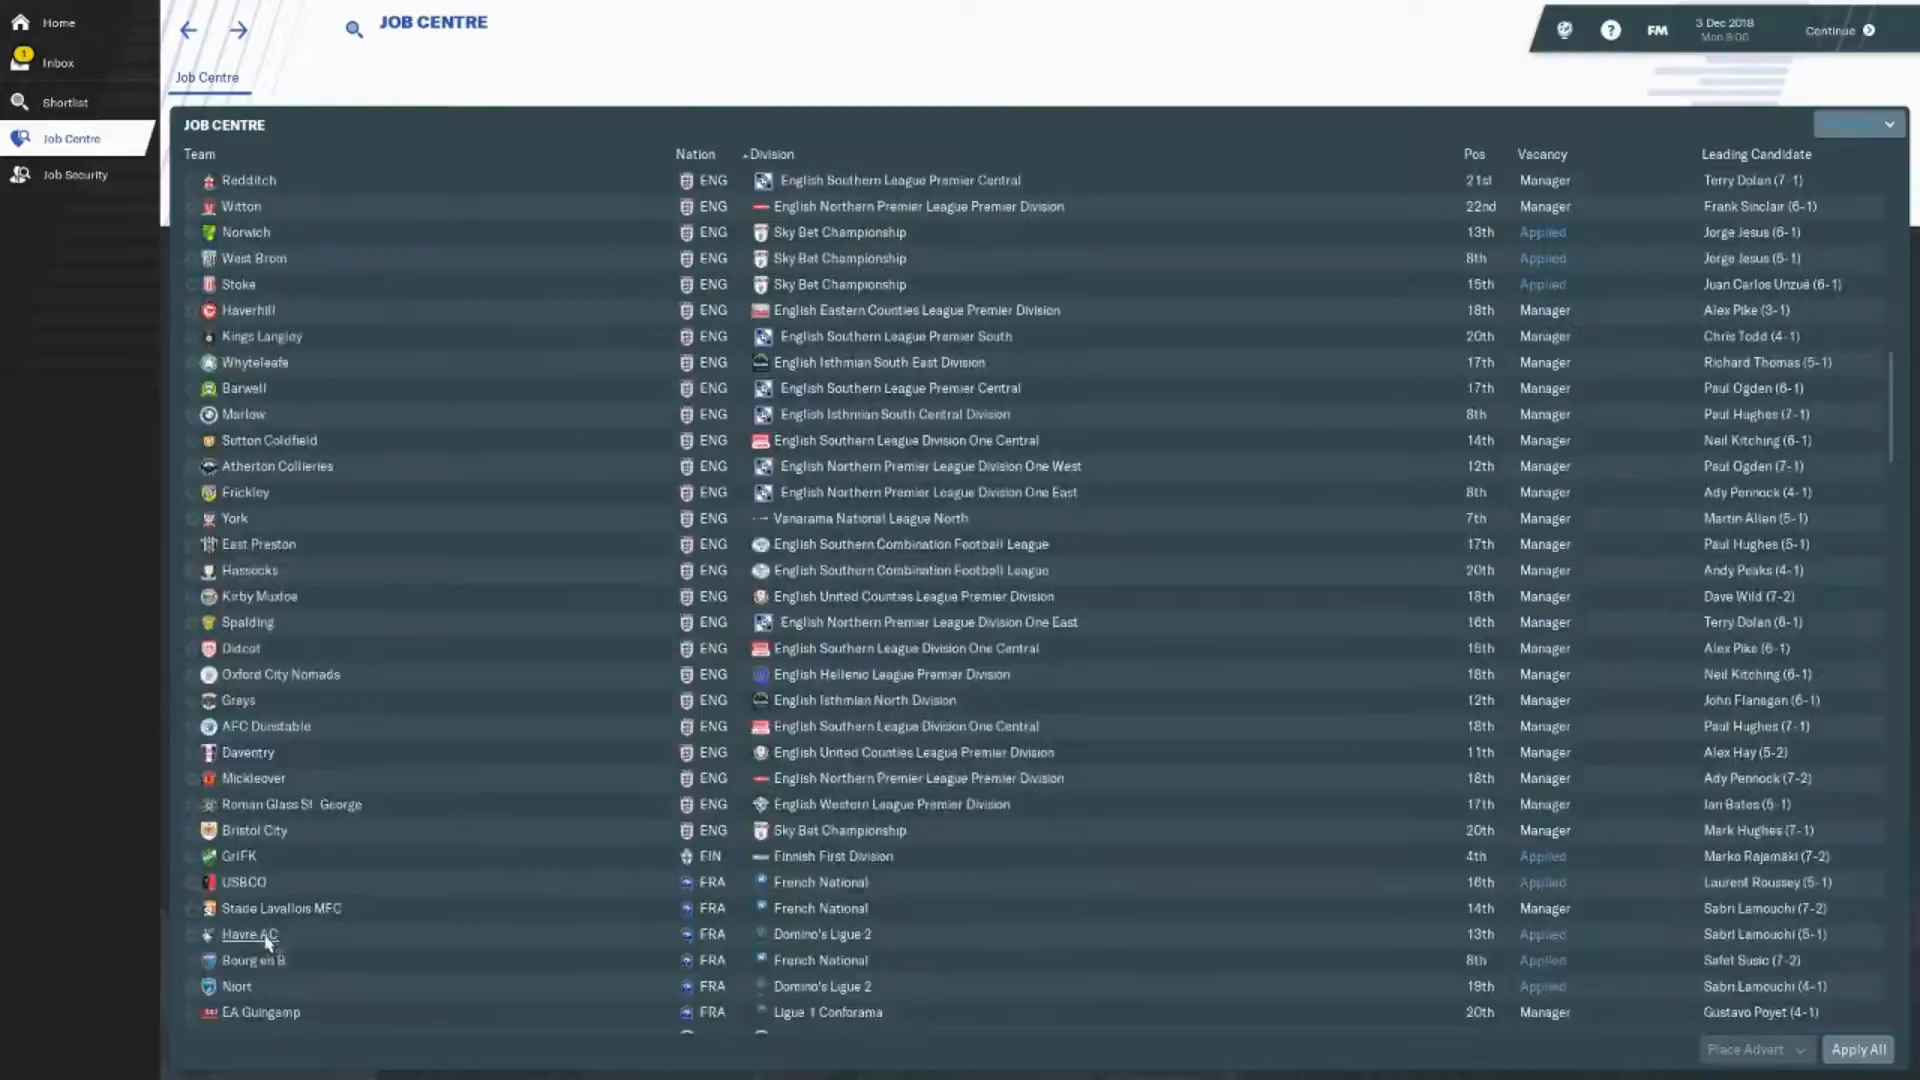 Home
Inbox
1
Shortlist
Job Centre
Job Security
JOB CENTRE
Job Centre
FM
3 Dec 2018
Mon 8:00
Continue
JOB CENTRE
Team Nation Division Pos Vacancy Leading Candidate
Redditch ENG English Southern League Premier Central 21st Manager Terry Dolan (7-1)
Witton ENG English Northern Premier League Premier Division 22nd Manager Frank Sinclair (6-1)
Norwich ENG Sky Bet Championship 13th Applied Jorge Jesus (6-1)
West Brom ENG Sky Bet Championship 8th Applied Jorge Jesus (5-1)
Stoke ENG Sky Bet Championship 15th Applied Juan Carlos Unzué (6-1)
Haverhill ENG English Eastern Counties League Premier Division 18th Manager Alex Pike (3-1)
Kings Langley ENG English Southern League Premier South 20th Manager Chris Todd (4-1)
Whyteleafe ENG English Isthmian South East Division 17th Manager Richard Thomas (5-1)
Barwell ENG English Southern League Premier Central 17th Manager Paul Ogden (6-1)
Marlow ENG English Isthmian South Central Division 8th Manager Paul Hughes (7-1)
Sutton Coldfield ENG English Southern League Division One Central 14th Manager Neil Kitching (6-1)
Atherton Collieries ENG English Northern Premier League Division One West 12th Manager Paul Ogden (7-1)
Frickley ENG English Northern Premier League Division One East 8th Manager Ady Pennock (4-1)
York ENG Vanarama National League North 7th Manager Martin Allen (5-1)
East Preston ENG English Southern Combination Football League 17th Manager Paul Hughes (5-1)
Hassocks ENG English Southern Combination Football League 20th Manager Andy Peaks (4-1)
Kirby Muxloe ENG English United Counties League Premier Division 18th Manager Dave Wild (7-2)
Spalding ENG English Northern Premier League Division One East 16th Manager Terry Dolan (6-1)
Didcot ENG English Southern League Division One Central 16th Manager Alex Pike (6-1)
Oxford City Nomads ENG English Hellenic League Premier Division 18th Manager Neil Kitching (6-1)
Grays ENG English Isthmian North Division 12th Manager John Flanagan (6-1)
AFC Dunstable ENG English Southern League Division One Central 18th Manager Paul Hughes (7-1)
Daventry ENG English United Counties League Premier Division 11th Manager Alex Hay (5-2)
Mickleover ENG English Northern Premier League Premier Division 18th Manager Ady Pennock (7-2)
Roman Glass St. George ENG English Western League Premier Division 17th Manager Ian Bates (5-1)
Bristol City ENG Sky Bet Championship 20th Manager Mark Hughes (7-1)
GrIFK FIN Finnish First Division 4th Applied Marko Rajamäki (7-2)
USBCO FRA French National 16th Applied Laurent Roussey (5-1)
Stade Lavallois MFC FRA French National 14th Manager Sabri Lamouchi (7-2)
Havre AC FRA Domino's Ligue 2 13th Applied Sabri Lamouchi (5-1)
Bourg en B. FRA French National 8th Applied Safet Susic (7-2)
Niort FRA Domino's Ligue 2 19th Applied Sabri Lamouchi (4-1)
EA Guingamp FRA Ligue 1 Conforama 20th Manager Gustavo Poyet (4-1)
Place Advert
Apply All